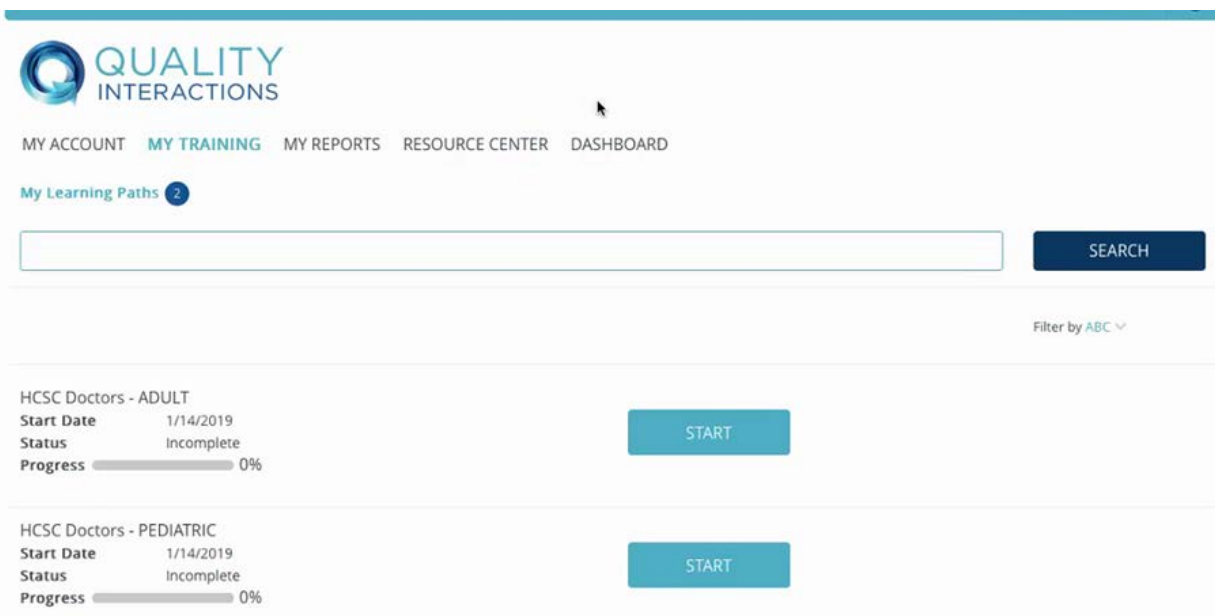 QUALITY
INTERACTIONS
MY ACCOUNT MY TRAINING MY REPORTS RESOURCE CENTER DASHBOARD
My Learning Paths 2
SEARCH
Filter by ABC
HCSC Doctors - ADULT
Start Date 1/14/2019
START
Status Incomplete
Progress 0%
HCSC Doctors - PEDIATRIC
Start Date 1/14/2019
START
Status Incomplete
Progress 0%